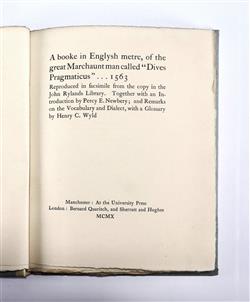 A booke in Englysh metre, of the
great Marchaunt man called "Dives
Pragmaticus" . . . 1563
Reproduced in facsimile from the copy in the
John Rylands Library. Together with an In-
troduction by Percy E. Newbery; and Remarks
on the Vocabulary and Dialect, with a Glossary
by Henry C. Wyld
Manchester: At the University Press
London: Bernard Quaritch, and Sherratt and Hughes
MCMX